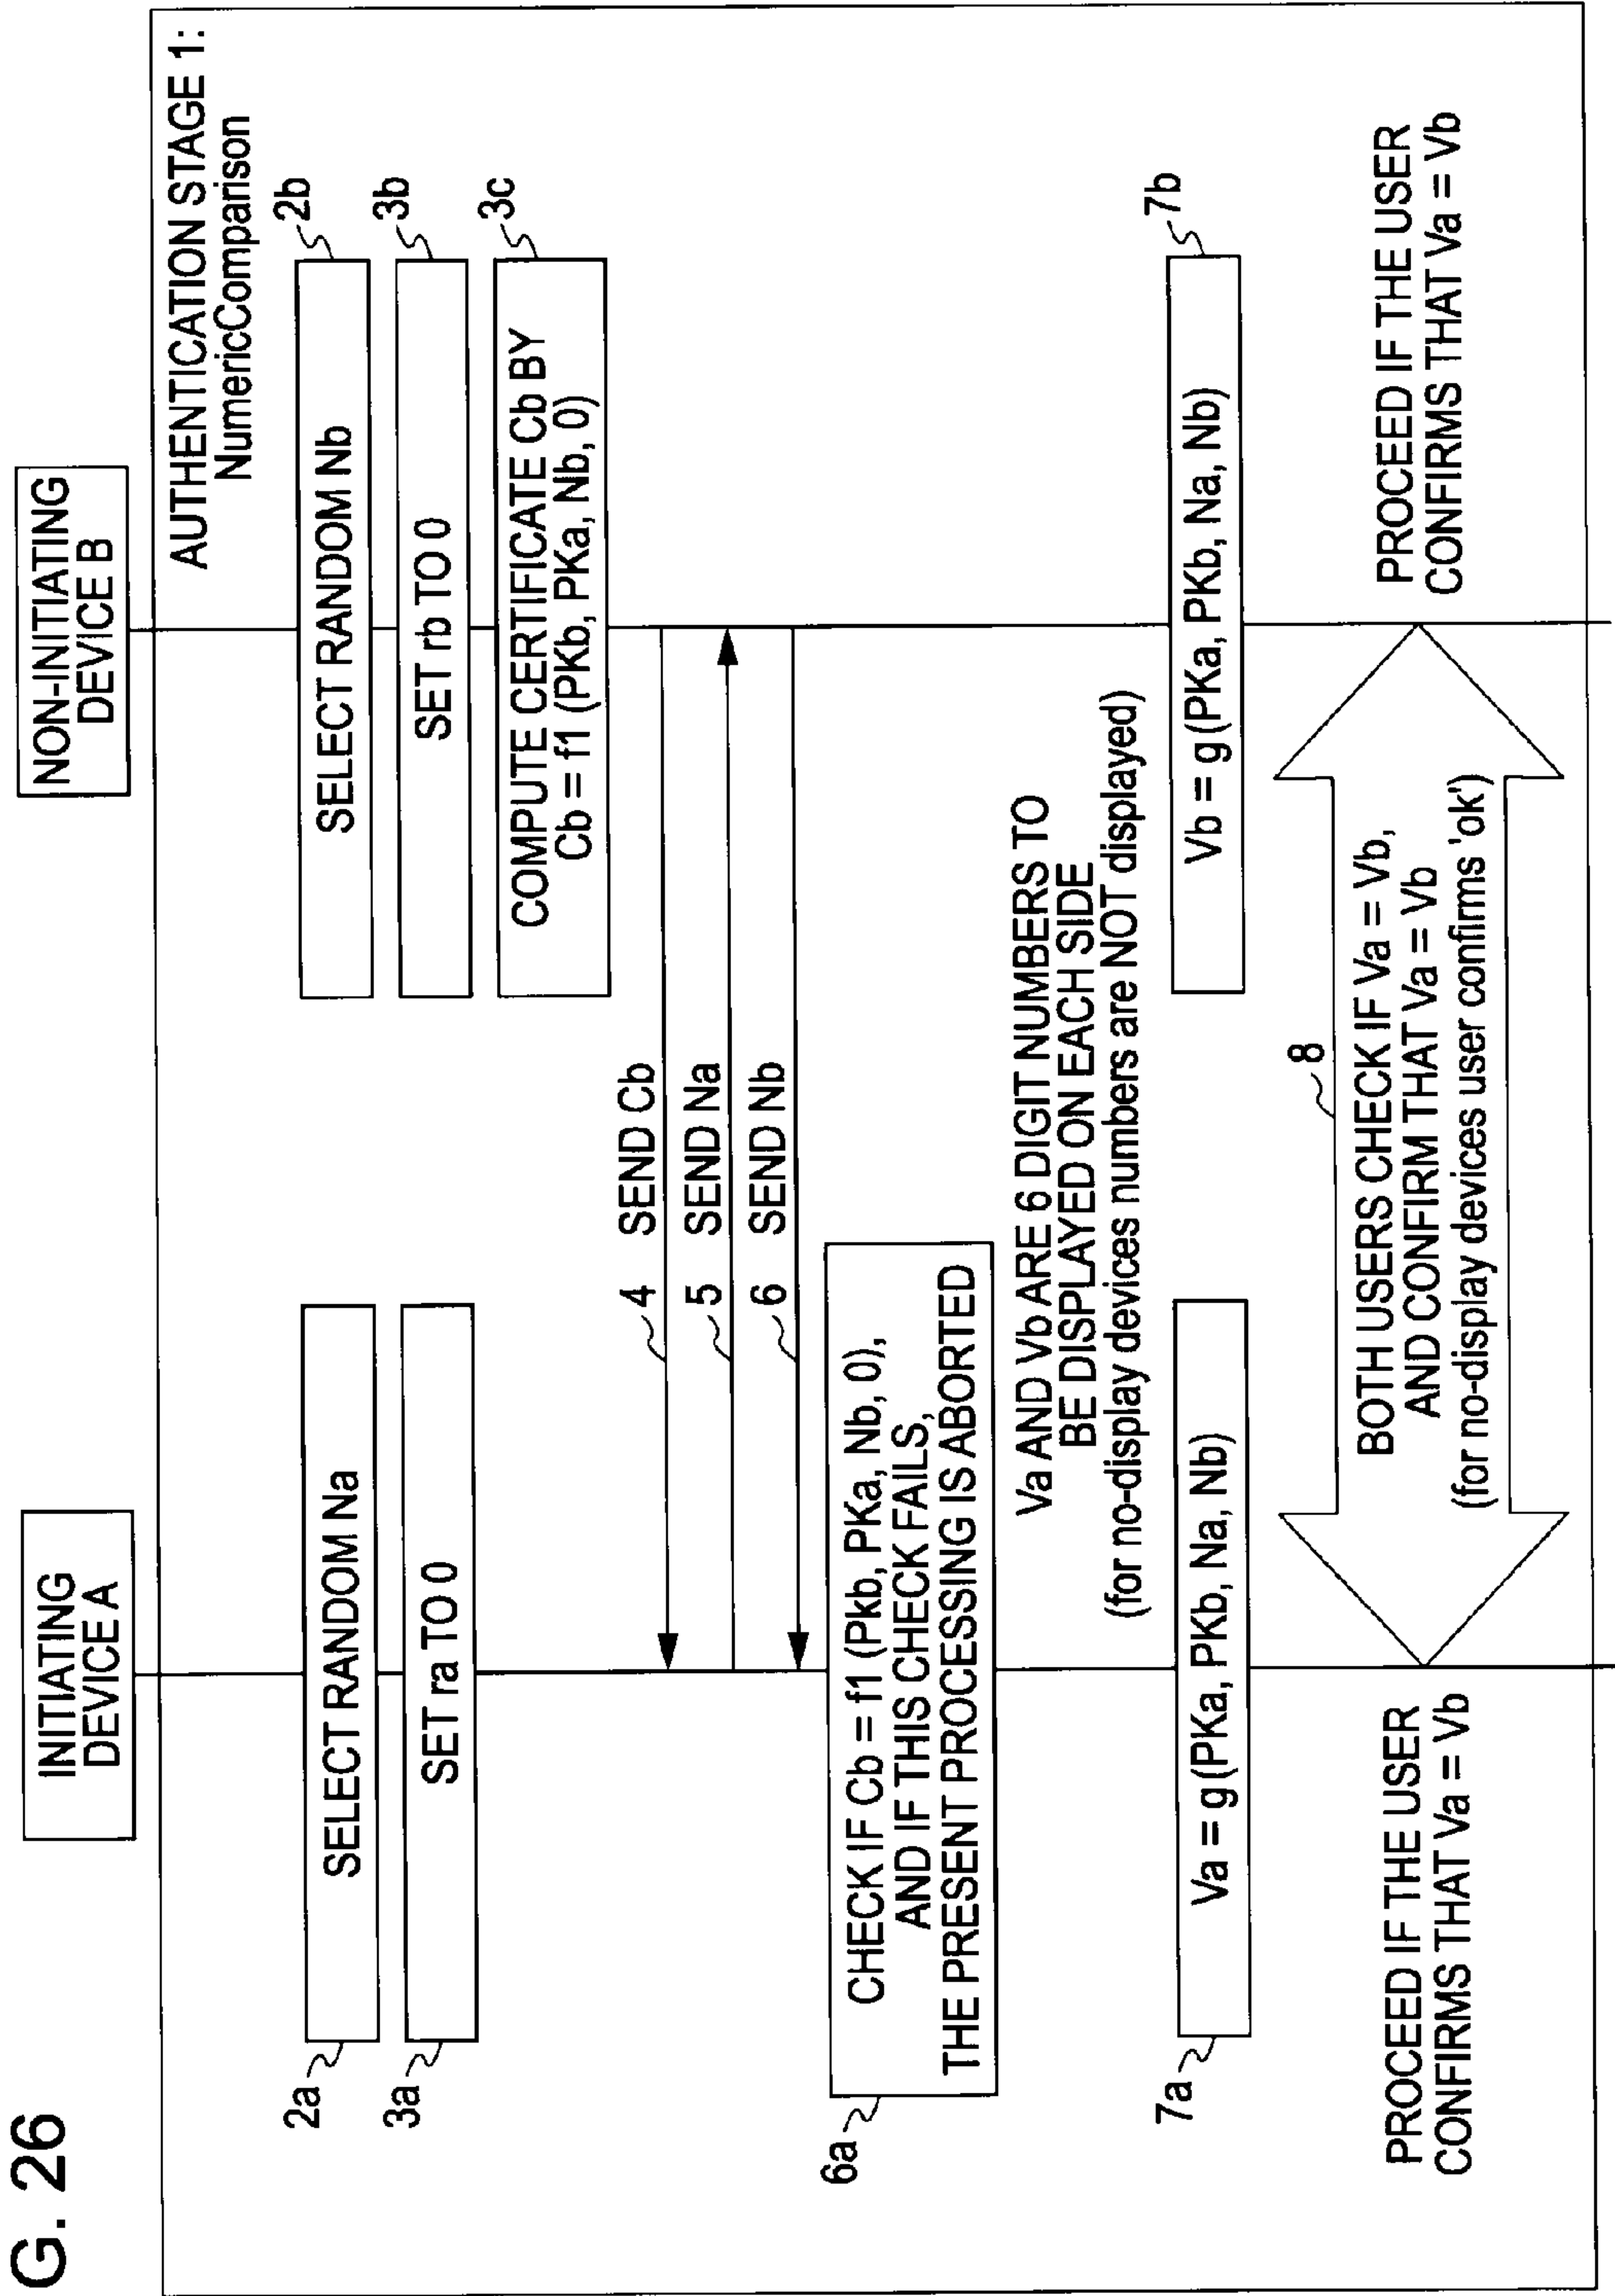 G. 26
INITIATING
DEVICE A
NON-INITIATING
DEVICE B
AUTHENTICATION STAGE 1:
NumericComparison
2a
SELECT RANDOM Na
SELECT RANDOM Nb
2b
3a
SET ra TO 0
SET rb TO 0
3b
COMPUTE CERTIFICATE Cb BY
Cb = f1 (PKb, PKa, Nb, 0)
3c
4 SEND Cb
5 SEND Na
6 SEND Nb
6a
CHECK IF Cb = f1 (Pkb, PKa, Nb, 0),
AND IF THIS CHECK FAILS,
THE PRESENT PROCESSING IS ABORTED
Va AND Vb ARE 6 DIGIT NUMBERS TO
BE DISPLAYED ON EACH SIDE
(for no-display devices numbers are NOT displayed)
7a
Va = g(PKa, PKb, Na, Nb)
Vb = g(PKa, PKb, Na, Nb)
7b
8
BOTH USERS CHECK IF Va = Vb,
AND CONFIRM THAT Va = Vb
(for no-display devices user confirms 'ok')
PROCEED IF THE USER
CONFIRMS THAT Va = Vb
PROCEED IF THE USER
CONFIRMS THAT Va = Vb